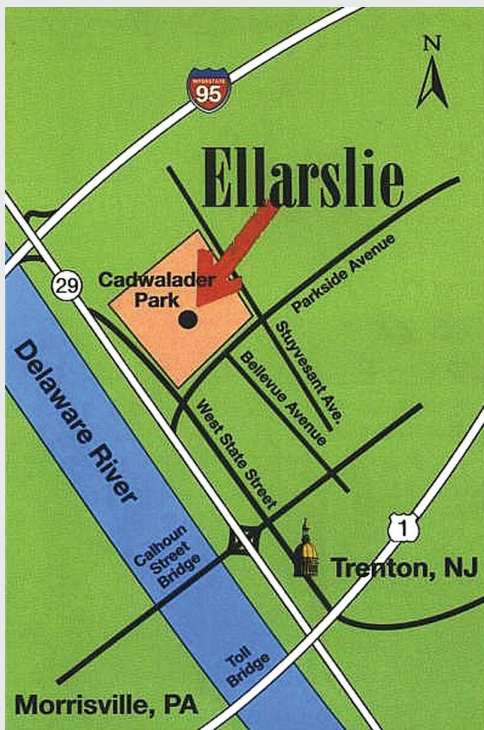 N
INTERSTATE
95
Ellarslie
Cadwalader
Park
29
Parkside Avenue
Stuyvesant Ave.
Bellevue Avenue
West State Street
Delaware River
Calhoun
Street
Bridge
1
Trenton, NJ
Toll
Bridge
Morrisville, PA